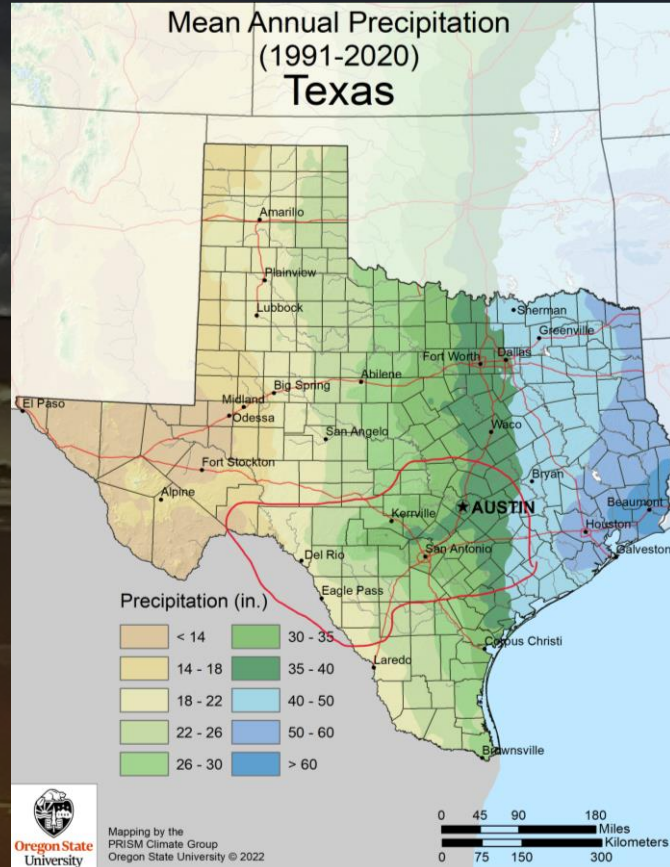 Mean Annual Precipitation
(1991-2020)
Texas
Amarillo
Plainview
Lubbock
Sherman
Greenville
Fort Worth
Dallas
Abilene
Big Spring
Midland
Odessa
El Paso
Waco
San Angelo
Fort Stockton
Bryan
Alpine
AUSTIN
Beaumont
Kerrville
Houston
San Antonio
Galveston
Del Rio
Eagle Pass
Corpus Christi
Laredo
Brownsville
Precipitation (in.)
< 14
30 - 35
14 - 18
35 - 40
18 - 22
40 - 50
22 - 26
50 - 60
26 - 30
> 60
Oregon State
University
Mapping by the
PRISM Climate Group
Oregon State University © 2022
0 45 90 180
Miles
Kilometers
0 75 150 300